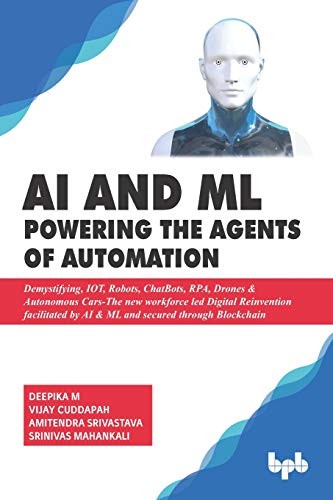 AI AND ML
POWERING THE AGENTS
OF AUTOMATION
Demystifying, IOT, Robots, ChatBots, RPA, Drones &
Autonomous Cars-The new workforce led Digital Reinvention
facilitated by AI & ML and secured through Blockchain
DEEPIKA M
VIJAY CUDDAPAH
AMITENDRA SRIVASTAVA
SRINIVAS MAHANKALI
bpb